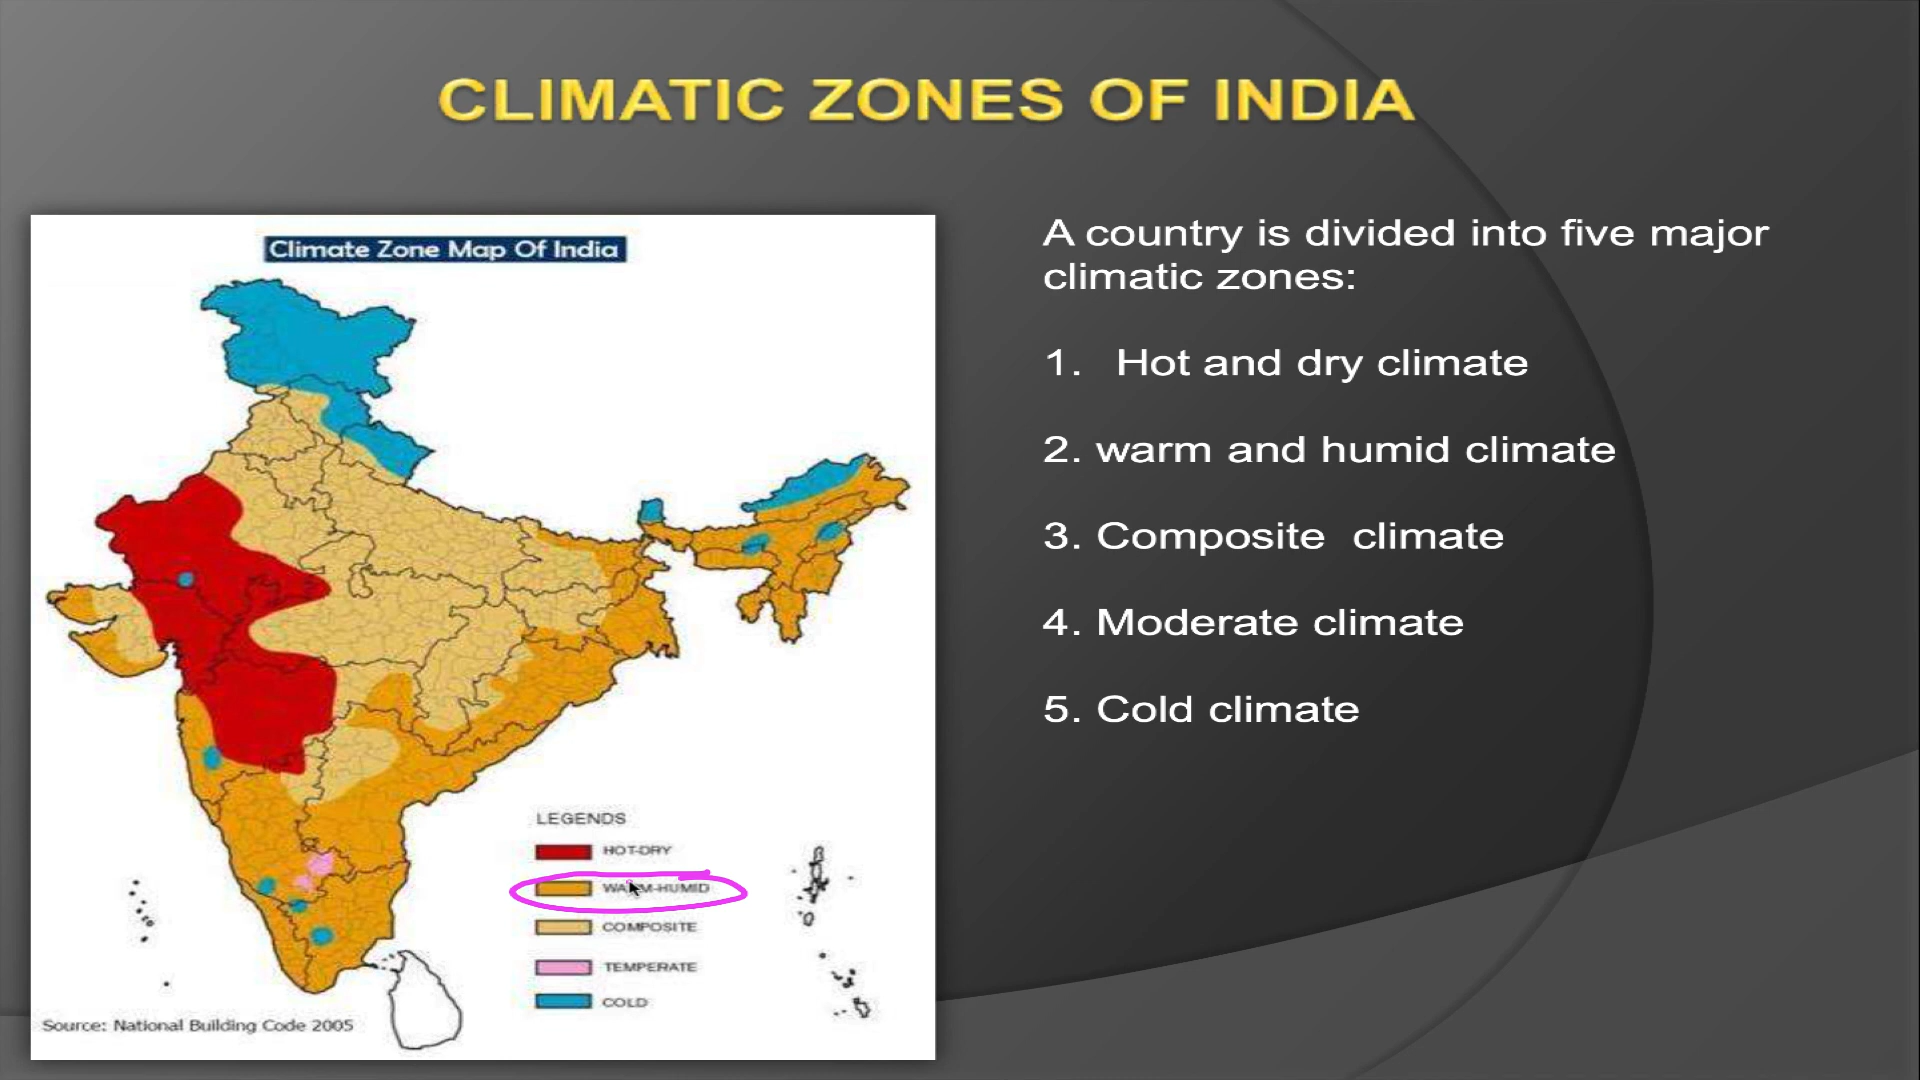 CLIMATIC ZONES OF INDIA
Climate Zone Map Of India
LEGENDS
HOT-DRY
WARM-HUMID
COMPOSITE
TEMPERATE
COLD
Source: National Building Code 2005
A country is divided into five major
climatic zones:
1. Hot and dry climate
2. warm and humid climate
3. Composite climate
4. Moderate climate
5. Cold climate